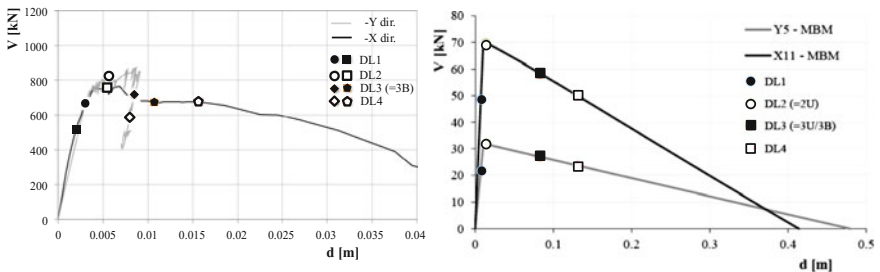 V [kN]
1200
1000
800
600
400
200
0
0
0.005
0.01
0.015
0.02
0.025
0.03
0.035
0.04
d [m]
-Y dir.
-X dir.
DL1
DL2
DL3 (=3B)
DL4
V [kN]
80
70
60
50
40
30
20
10
0
0
0.1
0.2
0.3
0.4
0.5
d [m]
Y5 - MBM
X11 - MBM
DL1
DL2 (=2U)
DL3 (=3U/3B)
DL4